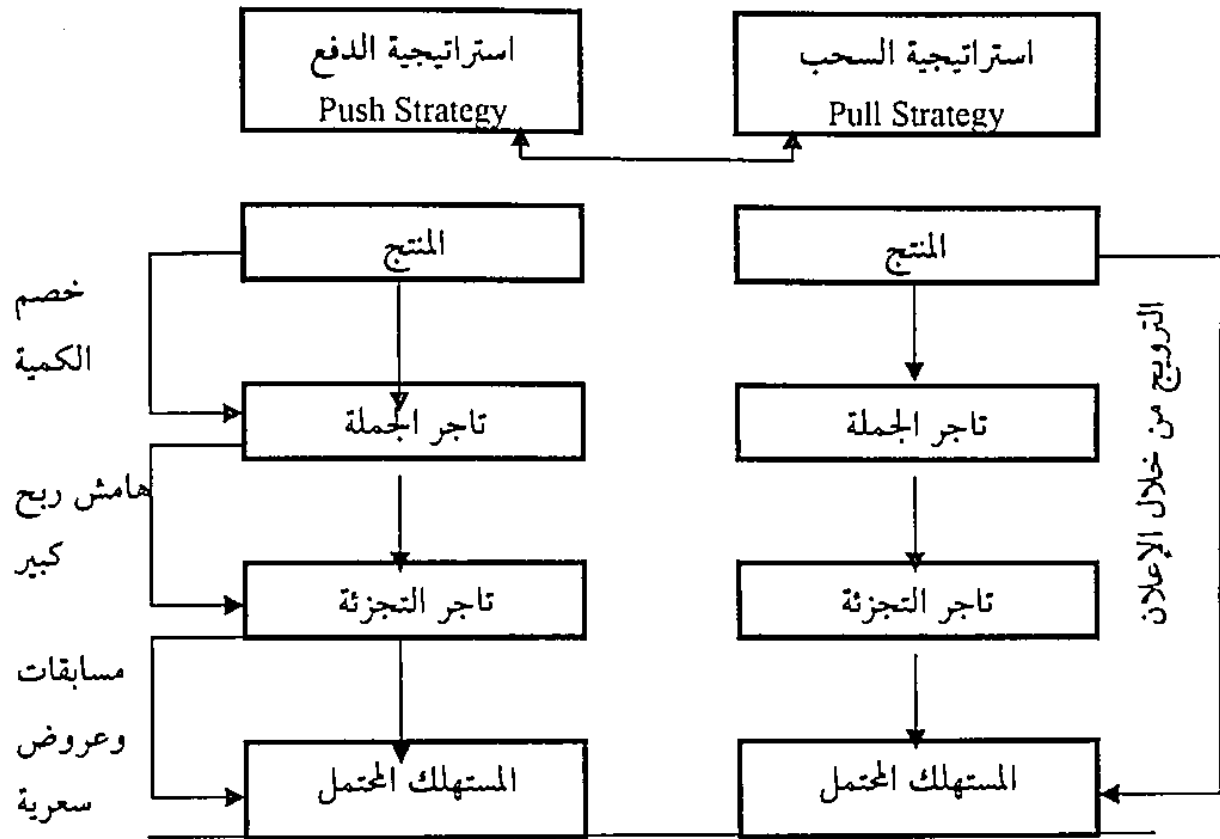 استراتيجية السحب
Pull Strategy
استراتيجية الدفع
Push Strategy
المنتج
تاجر الجملة
تاجر التجزئة
المستهلك المحتمل
الترويج من خلال الإعلان
المنتج
تاجر الجملة
تاجر التجزئة
المستهلك المحتمل
خصم
الكمية
هامش ربح
كبير
مسابقات
وعروض
سعرية